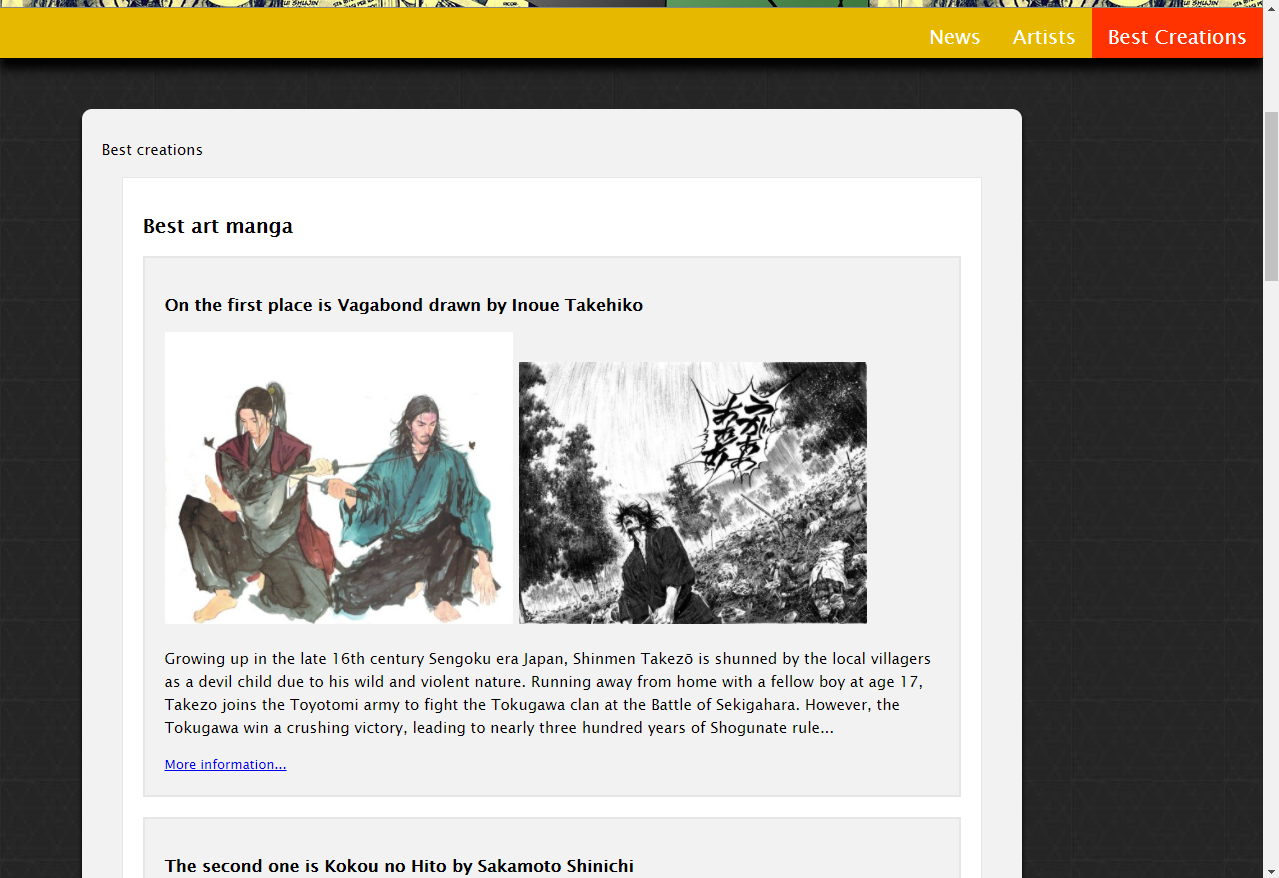 News Artists Best Creations
Best creations
Best art manga
On the first place is Vagabond drawn by Inoue Takehiko
Growing up in the late 16th century Sengoku era Japan, Shinmen Takezō is shunned by the local villagers
as a devil child due to his wild and violent nature. Running away from home with a fellow boy at age 17,
Takezo joins the Toyotomi army to fight the Tokugawa clan at the Battle of Sekigahara. However, the
Tokugawa win a crushing victory, leading to nearly three hundred years of Shogunate rule...
More information...
The second one is Kokou no Hito by Sakamoto Shinichi